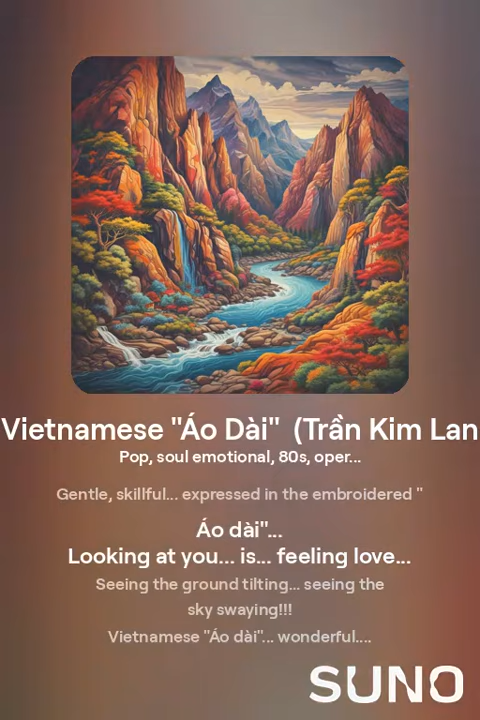 Vietnamese "Áo Dài" (Trần Kim Lan
Pop, soul emotional, 80s, oper...
Gentle, skillful... expressed in the embroidered "
Áo dài"...
Looking at you... is... feeling love...
Seeing the ground tilting... seeing the
sky swaying!!!
Vietnamese "Áo dài"... wonderful....
SUNO